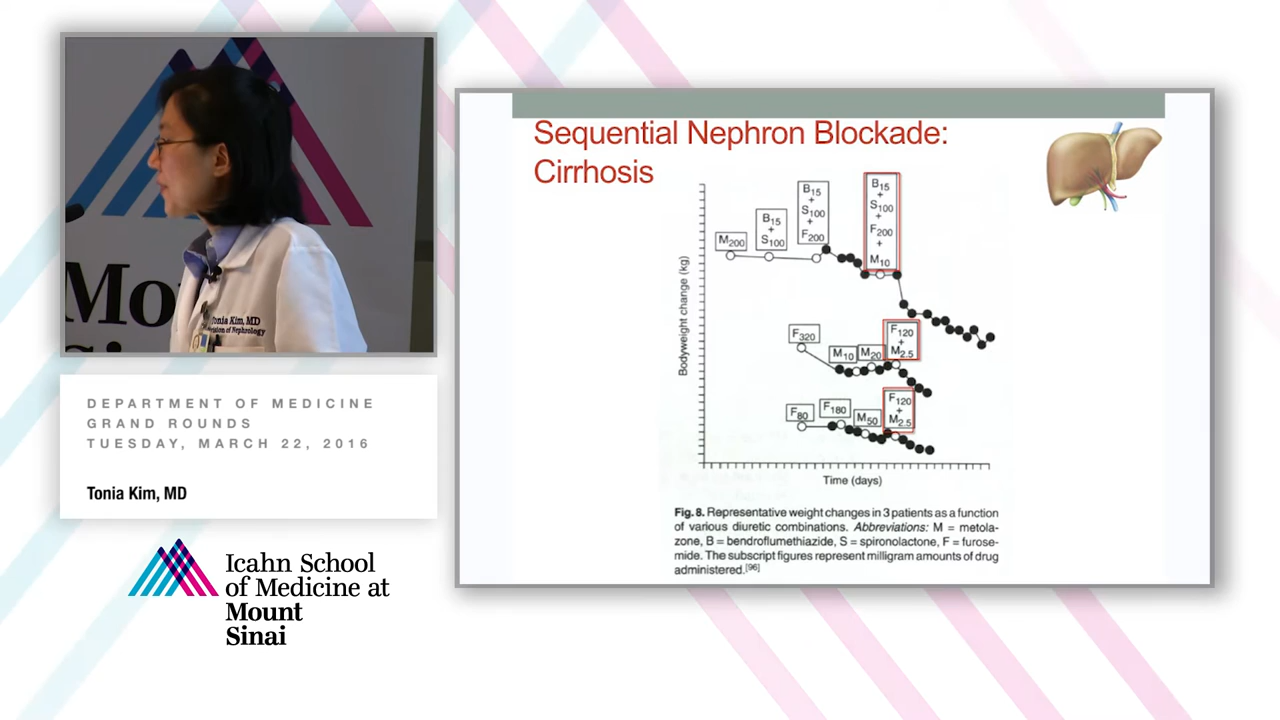 Mo
Tonia Kim, MD
of Nephrology
DEPARTMENT OF MEDICINE
GRAND ROUNDS
TUESDAY, MARCH 22, 2016
Tonia Kim, MD
Icahn School
of Medicine at
Mount
Sinai
Sequential Nephron Blockade:
Cirrhosis
Bodyweight change (kg)
M200
B15
+
S100
B15
+
S100
+
F200
B15
+
S100
+
F200
+
M10
F320
M10
M20
F120
+
M2.5
F80
F180
M50
F120
+
M2.5
Time (days)
Fig. 8. Representative weight changes in 3 patients as a function
of various diuretic combinations. Abbreviations: M = metola-
zone, B = bendroflumethiazide, S = spironolactone, F = furose-
mide. The subscript figures represent milligram amounts of drug
administered.[96]